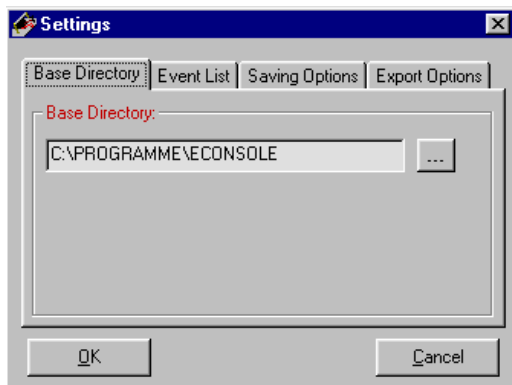 Settings
Base Directory Event List Saving Options Export Options
Base Directory:
C:\PROGRAMME\ECONSOLE
...
OK Cancel